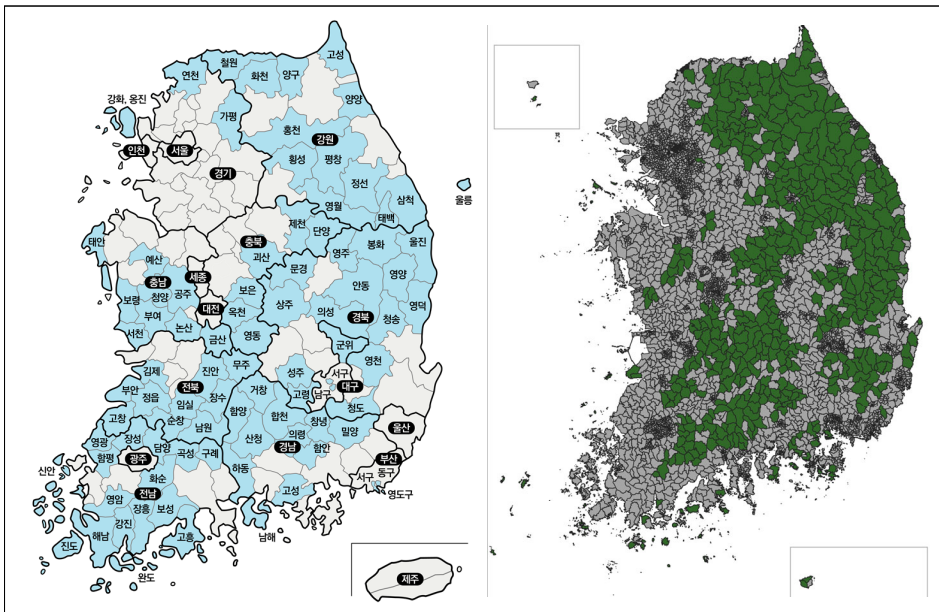 고성
철원
화천
양구
연천
양양
강화, 옹진
가평
홍천
강원
인천
서울
횡성
평창
경기
정선
삼척
울릉
영월
태백
제천
단양
태안
충북
괴산
봉화
울진
예산
영주
문경
세종
충남
안동
영양
보령
청양
공주
보은
상주
영덕
대전
옥천
의성
경북
청송
부여
서천
논산
금산
영동
군위
영천
김제
진안
무주
성주
서구
대구
전북
거창
고령
남구
부안
정읍
임실
장수
청도
고창
순창
남원
함양
합천
창녕
밀양
울산
영광
장성
담양
산청
의령
경남
함안
함평
광주
곡성
구례
부산
신안
화순
하동
서구
동구
영암
전남
고성
영도구
장흥
보성
강진
해남
고흥
남해
진도
완도
제주